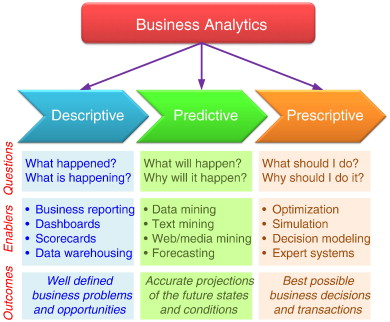 Business Analytics
Descriptive
Predictive
Prescriptive
Questions
What happened?
What is happening?
What will happen?
Why will it happen?
What should I do?
Why should I do it?
Enablers
• Business reporting
• Dashboards
• Scorecards
• Data warehousing
• Data mining
• Text mining
• Web/media mining
• Forecasting
• Optimization
• Simulation
• Decision modeling
• Expert systems
Outcomes
Well defined
business problems
and opportunities
Accurate projections
of the future states
and conditions
Best possible
business decisions
and transactions